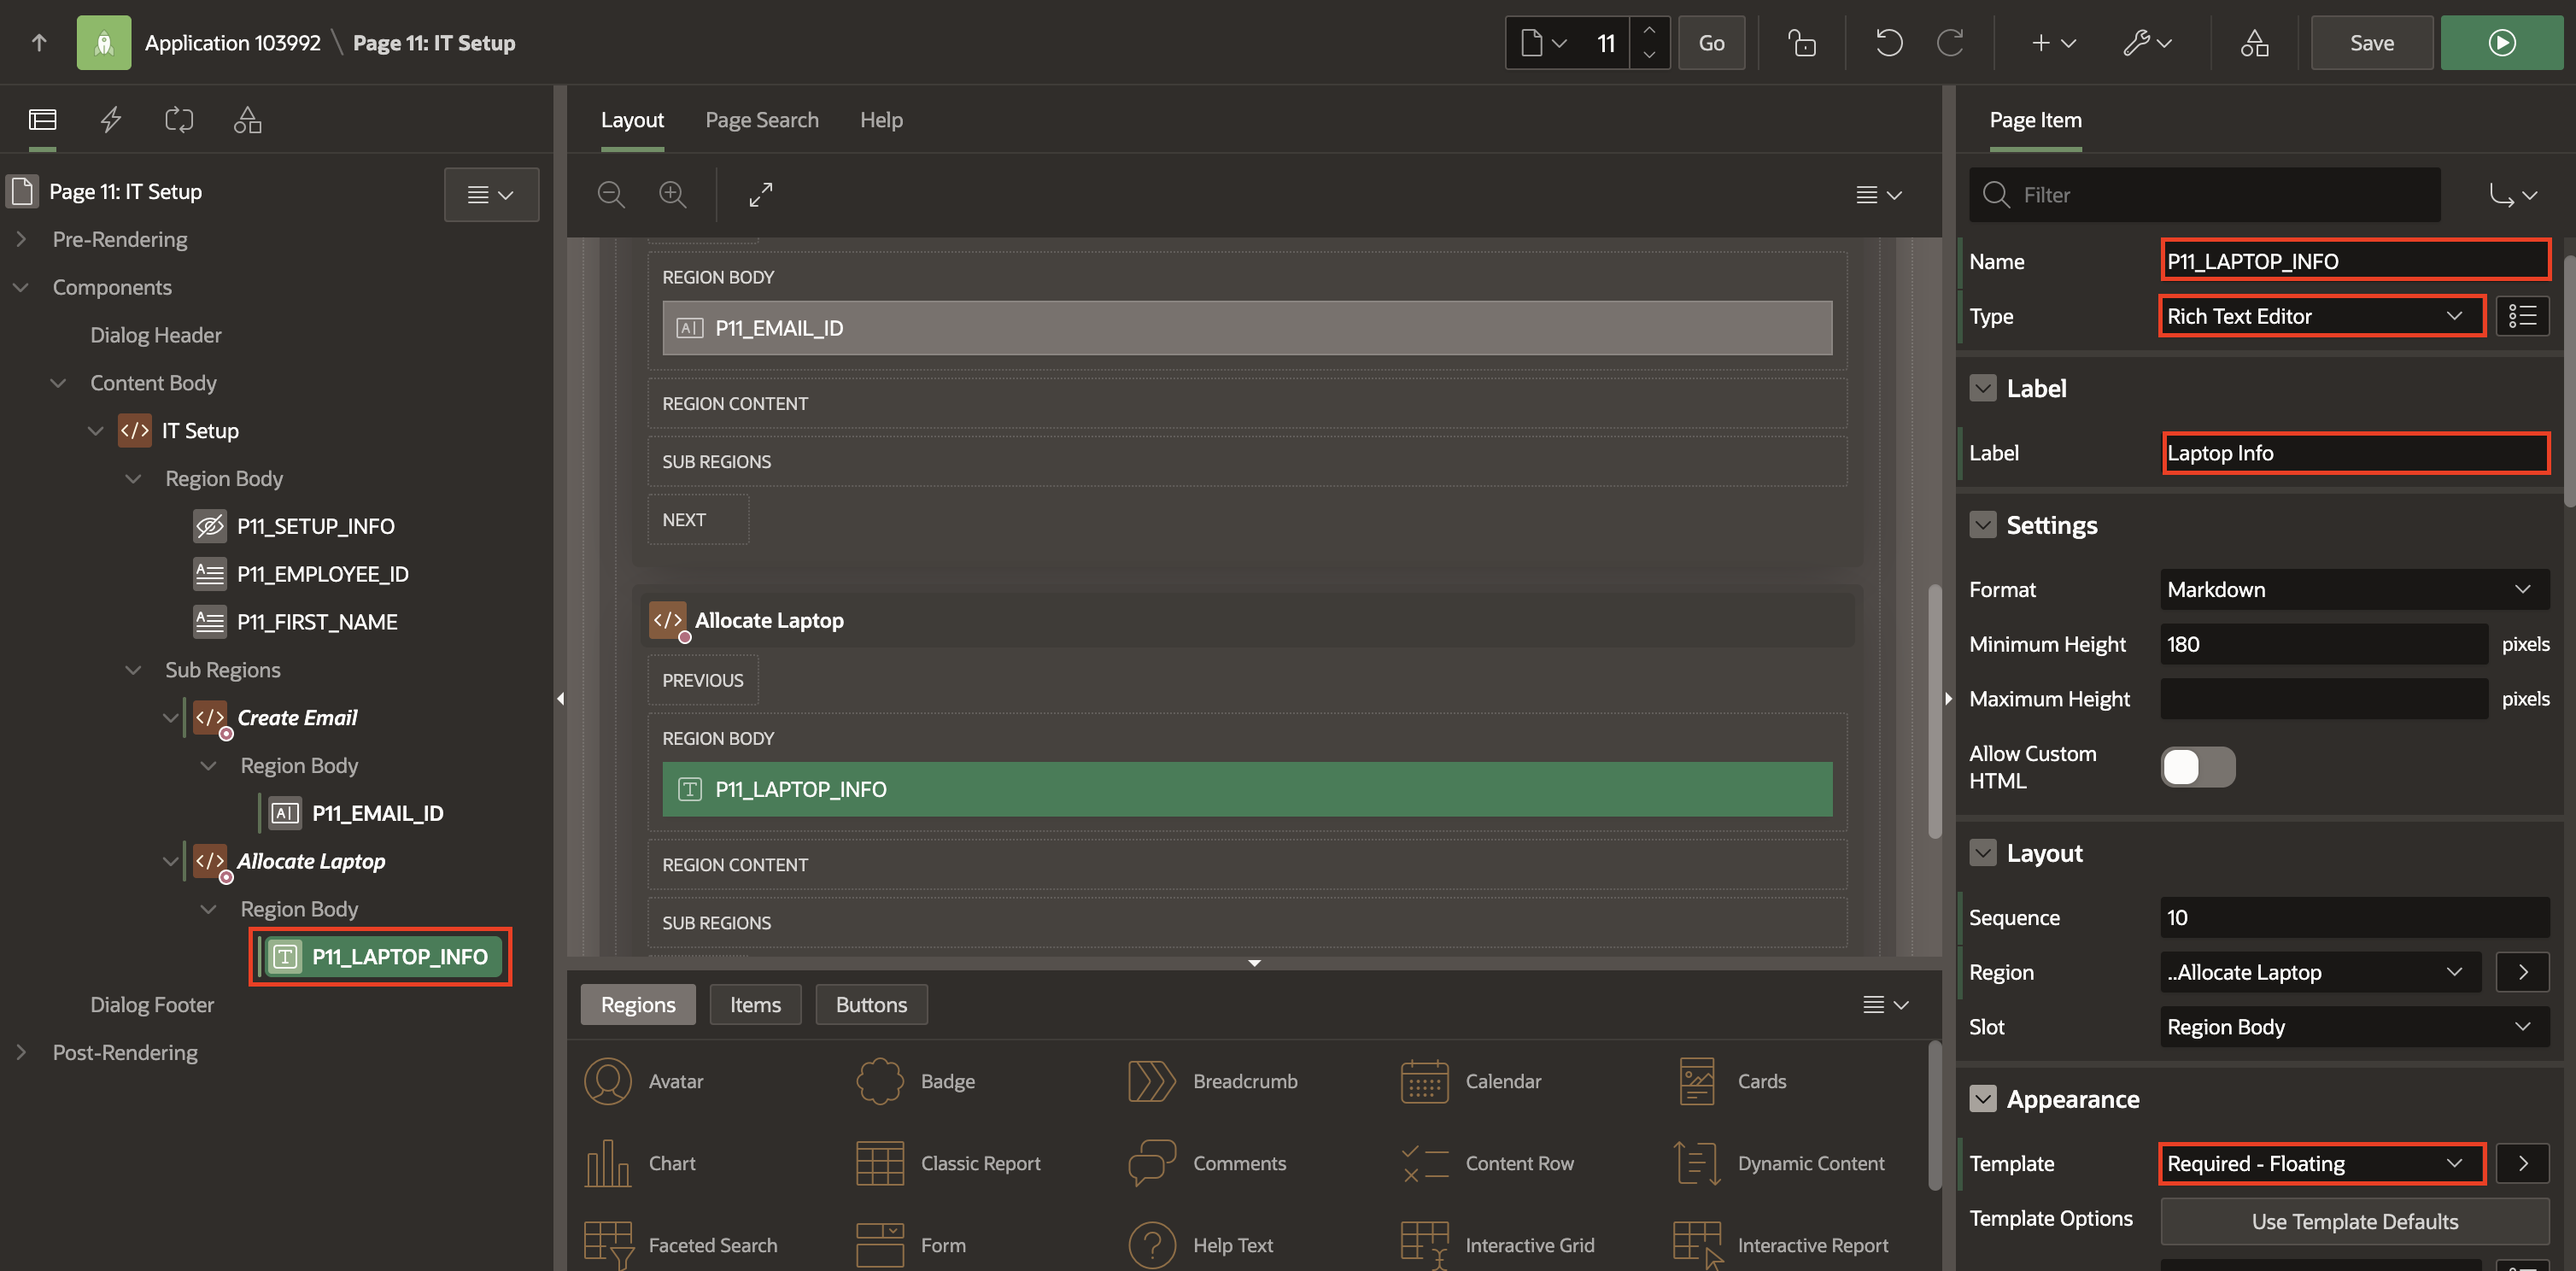 Application 103992 \ Page 11: IT Setup
11
Go
Save
Page 11: IT Setup
Pre-Rendering
Components
Dialog Header
Content Body
IT Setup
Region Body
P11_SETUP_INFO
P11_EMPLOYEE_ID
P11_FIRST_NAME
Sub Regions
Create Email
Region Body
P11_EMAIL_ID
Allocate Laptop
Region Body
P11_LAPTOP_INFO
Dialog Footer
Post-Rendering
Layout Page Search Help
REGION BODY
P11_EMAIL_ID
REGION CONTENT
SUB REGIONS
NEXT
Allocate Laptop
PREVIOUS
REGION BODY
P11_LAPTOP_INFO
REGION CONTENT
SUB REGIONS
Regions Items Buttons
Avatar Badge Breadcrumb Calendar Cards
Chart Classic Report Comments Content Row Dynamic Content
Faceted Search Form Help Text Interactive Grid Interactive Report
Page Item
Filter
Name P11_LAPTOP_INFO
Type Rich Text Editor
Label
Label Laptop Info
Settings
Format Markdown
Minimum Height 180 pixels
Maximum Height pixels
Allow Custom
HTML
Layout
Sequence 10
Region ..Allocate Laptop
Slot Region Body
Appearance
Template Required - Floating
Template Options Use Template Defaults